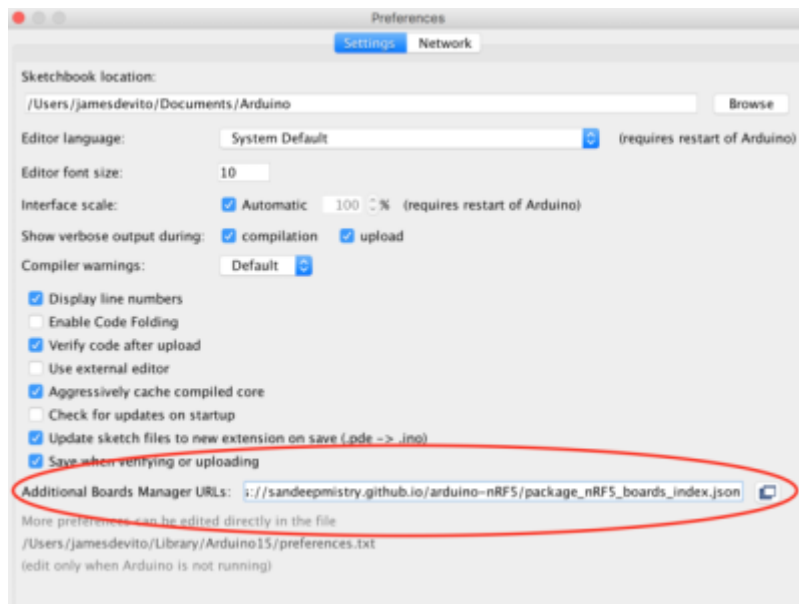 Preferences
Settings Network
Sketchbook location:
/Users/jamesdevito/Documents/Arduino Browse
Editor language: System Default (requires restart of Arduino)
Editor font size: 10
Interface scale: Automatic 100 % (requires restart of Arduino)
Show verbose output during: compilation upload
Compiler warnings: Default
Display line numbers
Enable Code Folding
Verify code after upload
Use external editor
Aggressively cache compiled core
Check for updates on startup
Update sketch files to new extension on save (.pde -> .ino)
Save when verifying or uploading
Additional Boards Manager URLs: s://sandeepmistry.github.io/arduino-nRF5/package_nRF5_boards_index.json
More preferences can be edited directly in the file
/Users/jamesdevito/Library/Arduino15/preferences.txt
(edit only when Arduino is not running)